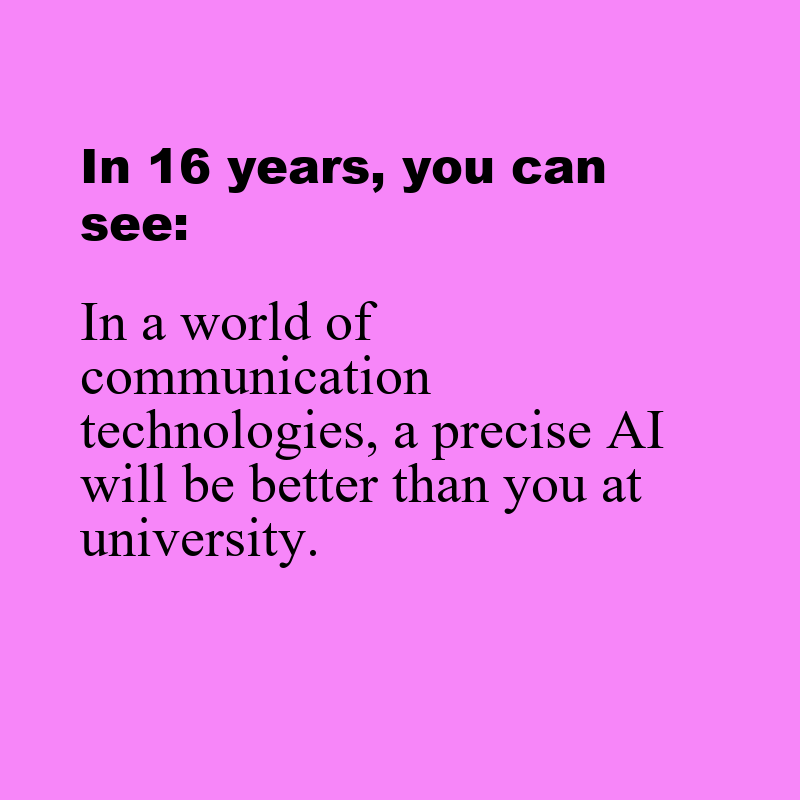 In 16 years, you can
see:
In a world of
communication
technologies, a precise AI
will be better than you at
university.